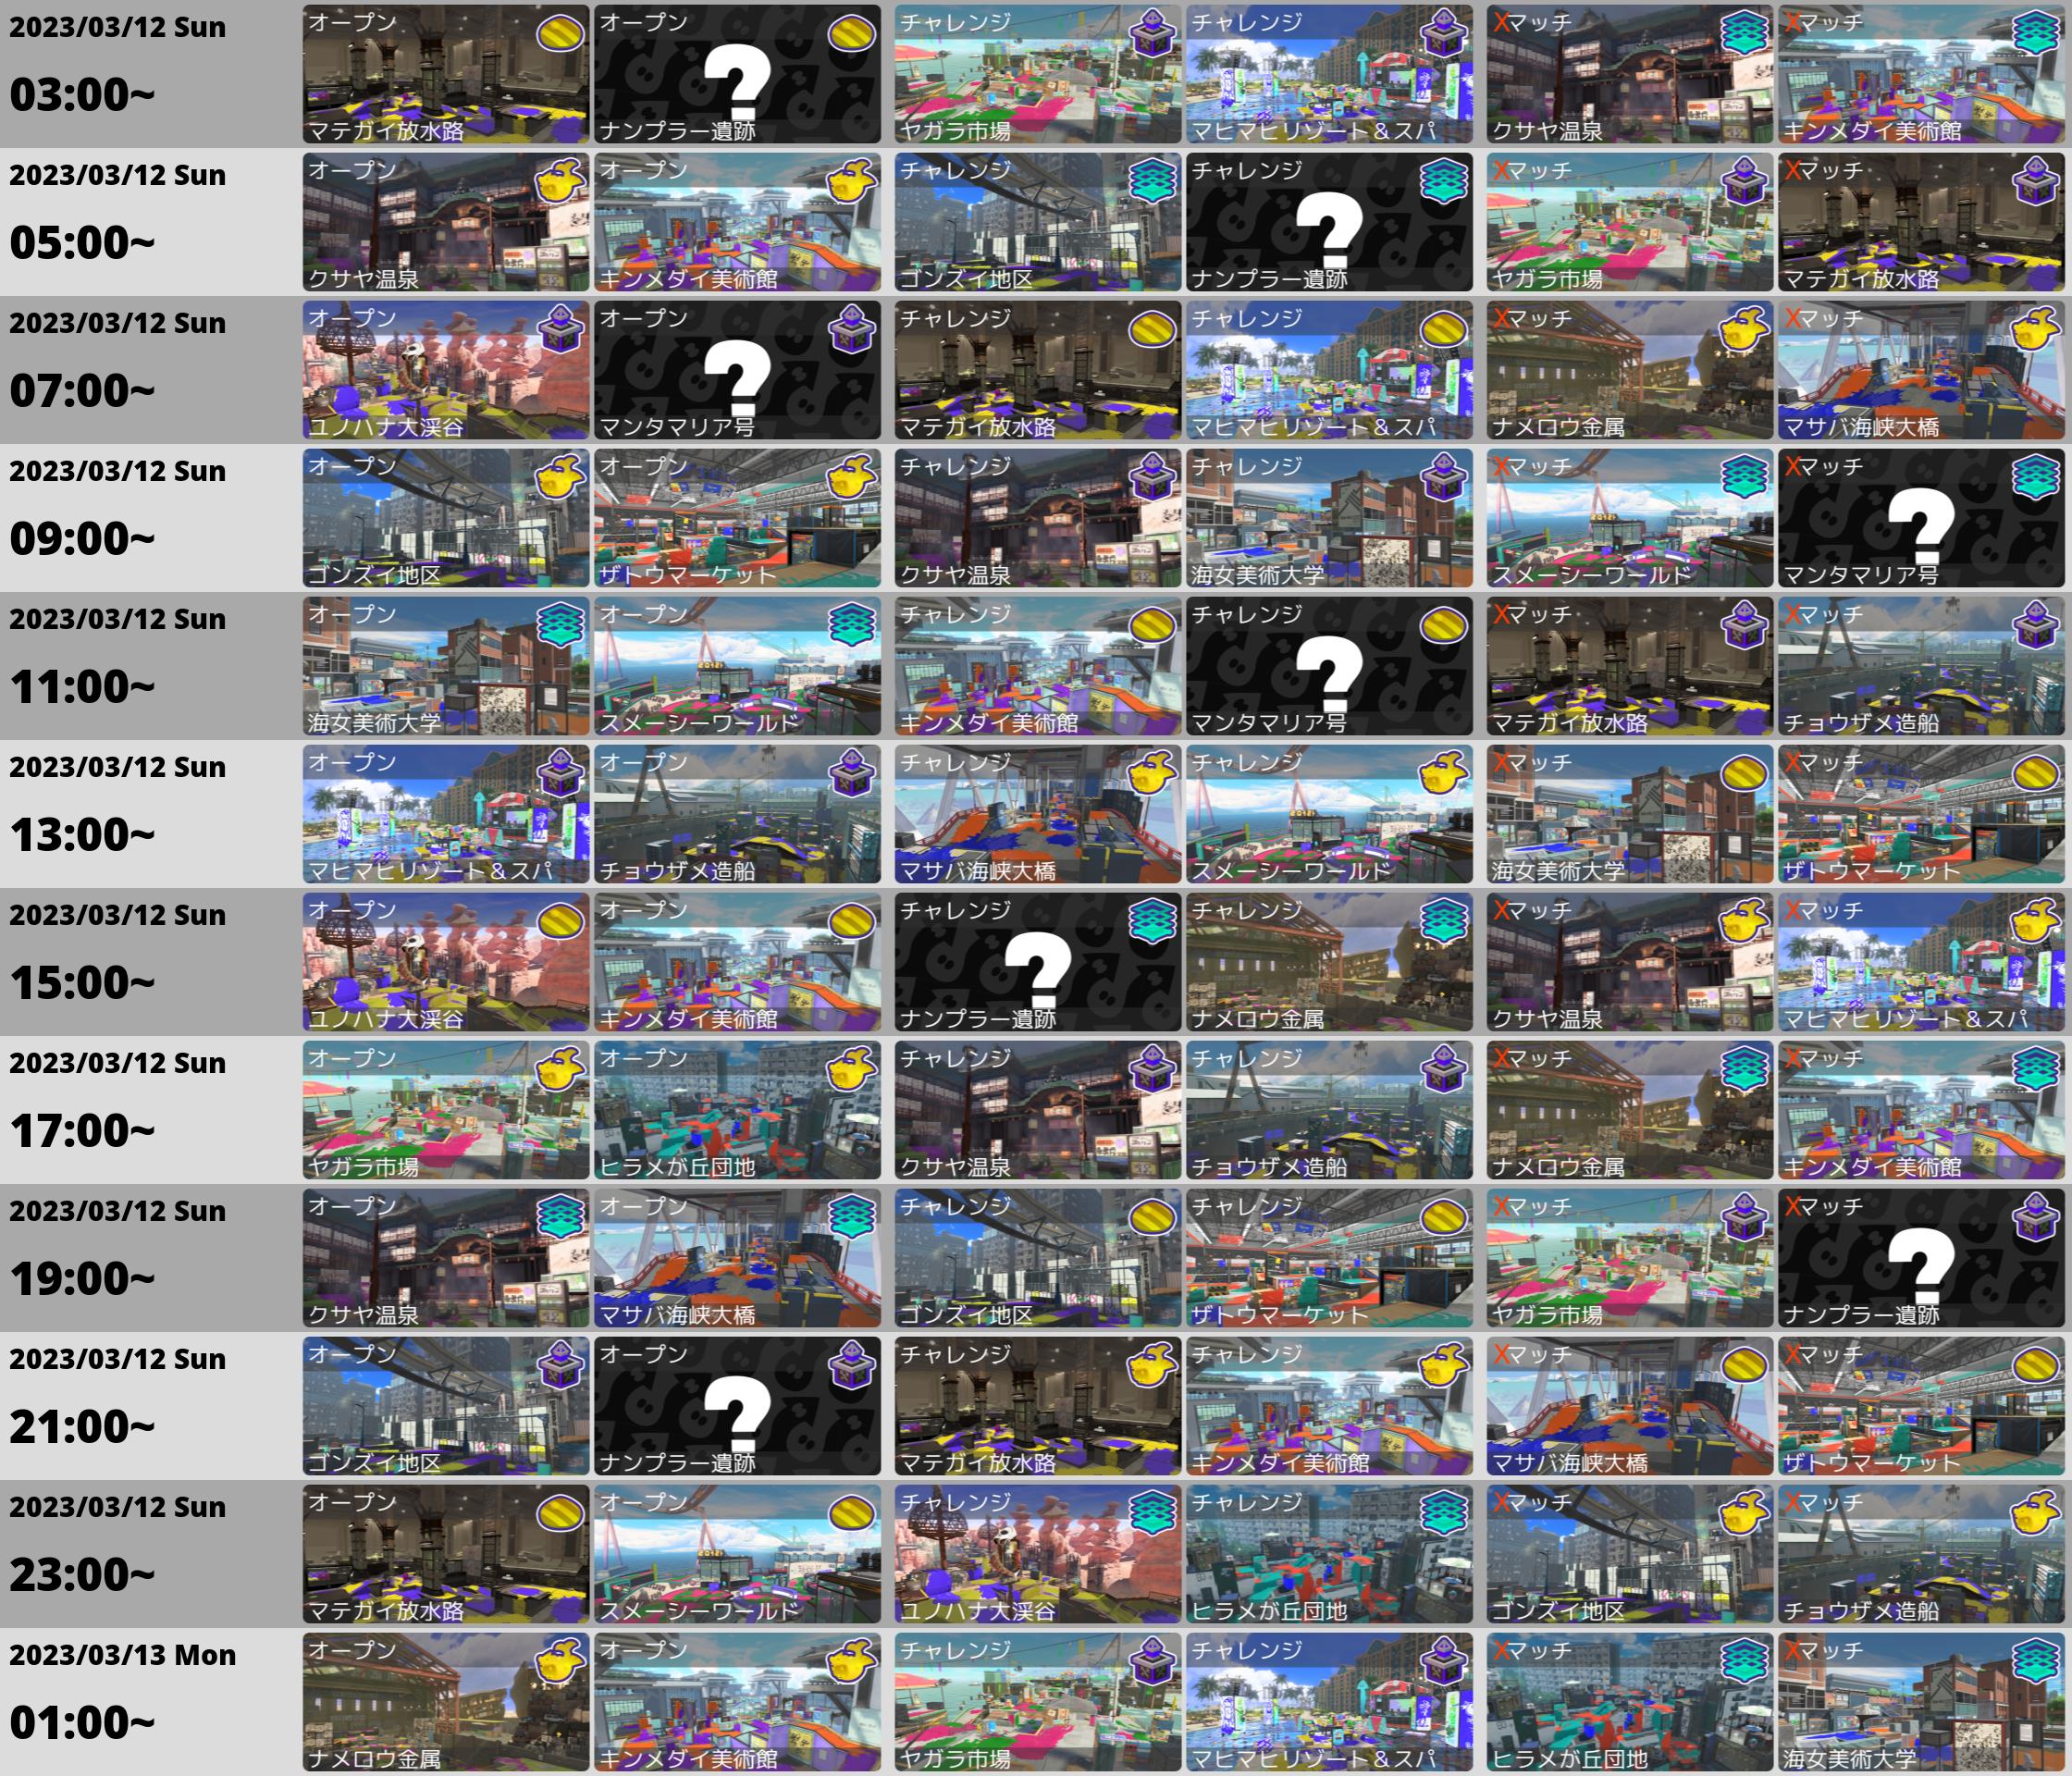 2023/03/12 Sun
03:00~
オープン オープン チャレンジ チャレンジ Xマッチ Xマッチ
マテガイ放水路 ナンプラー遺跡 ヤガラ市場 マヒマヒリゾート＆スパ クサヤ温泉 キンメダイ美術館
2023/03/12 Sun
05:00~
オープン オープン チャレンジ チャレンジ Xマッチ Xマッチ
クサヤ温泉 キンメダイ美術館 ゴンズイ地区 ナンプラー遺跡 ヤガラ市場 マテガイ放水路
2023/03/12 Sun
07:00~
オープン オープン チャレンジ チャレンジ Xマッチ Xマッチ
ユノハナ大渓谷 マンタマリア号 マテガイ放水路 マヒマヒリゾート＆スパ ナメロウ金属 マサバ海峡大橋
2023/03/12 Sun
09:00~
オープン オープン チャレンジ チャレンジ Xマッチ Xマッチ
ゴンズイ地区 ザトウマーケット クサヤ温泉 海女美術大学 スメーシーワールド マンタマリア号
2023/03/12 Sun
11:00~
オープン オープン チャレンジ チャレンジ Xマッチ Xマッチ
海女美術大学 スメーシーワールド キンメダイ美術館 マンタマリア号 マテガイ放水路 チョウザメ造船
2023/03/12 Sun
13:00~
オープン オープン チャレンジ チャレンジ Xマッチ Xマッチ
マヒマヒリゾート＆スパ チョウザメ造船 マサバ海峡大橋 スメーシーワールド 海女美術大学 ザトウマーケット
2023/03/12 Sun
15:00~
オープン オープン チャレンジ チャレンジ Xマッチ Xマッチ
ユノハナ大渓谷 キンメダイ美術館 ナンプラー遺跡 ナメロウ金属 クサヤ温泉 マヒマヒリゾート＆スパ
2023/03/12 Sun
17:00~
オープン オープン チャレンジ チャレンジ Xマッチ Xマッチ
ヤガラ市場 ヒラメが丘団地 クサヤ温泉 チョウザメ造船 ナメロウ金属 キンメダイ美術館
2023/03/12 Sun
19:00~
オープン オープン チャレンジ チャレンジ Xマッチ Xマッチ
クサヤ温泉 マサバ海峡大橋 ゴンズイ地区 ザトウマーケット ヤガラ市場 ナンプラー遺跡
2023/03/12 Sun
21:00~
オープン オープン チャレンジ チャレンジ Xマッチ Xマッチ
ゴンズイ地区 ナンプラー遺跡 マテガイ放水路 キンメダイ美術館 マサバ海峡大橋 ザトウマーケット
2023/03/12 Sun
23:00~
オープン オープン チャレンジ チャレンジ Xマッチ Xマッチ
マテガイ放水路 スメーシーワールド ユノハナ大渓谷 ヒラメが丘団地 ゴンズイ地区 チョウザメ造船
2023/03/13 Mon
01:00~
オープン オープン チャレンジ チャレンジ Xマッチ Xマッチ
ナメロウ金属 キンメダイ美術館 ヤガラ市場 マヒマヒリゾート＆スパ ヒラメが丘団地 海女美術大学